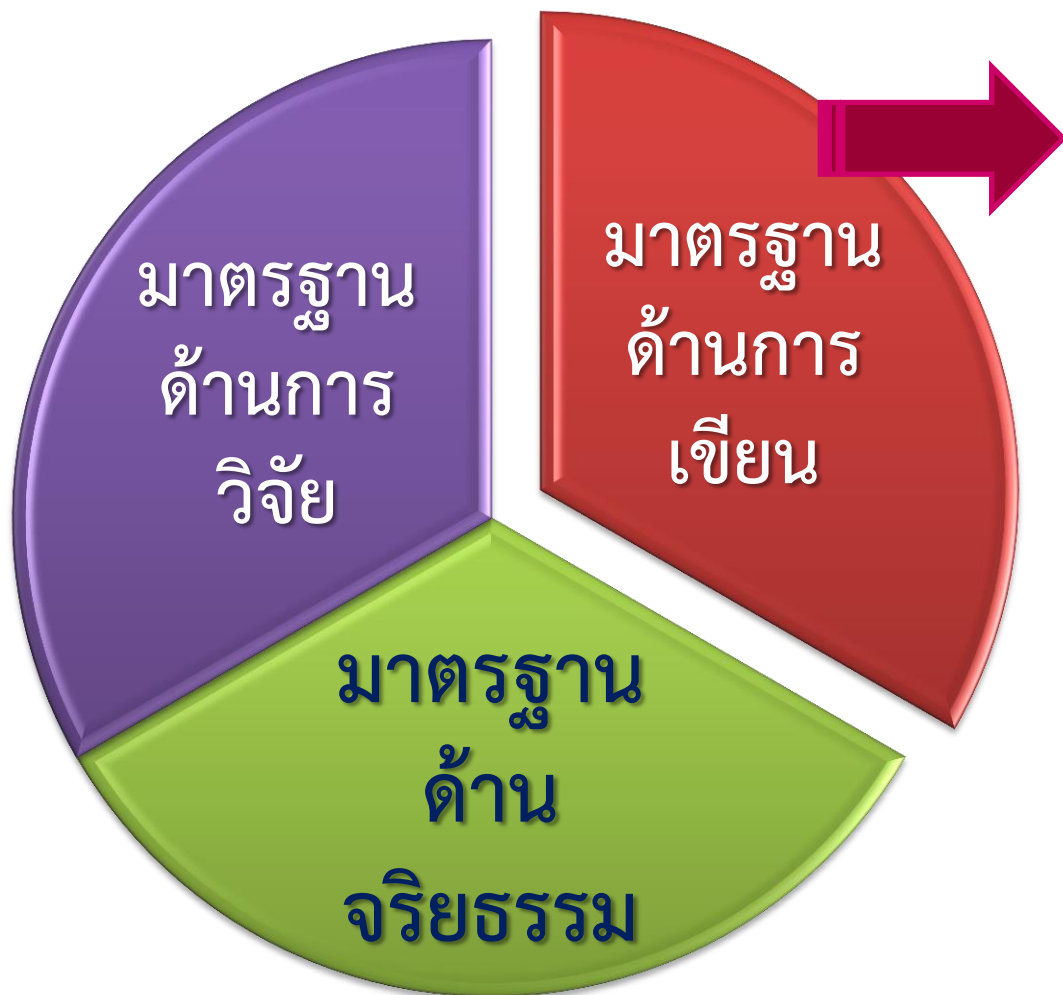 มาตรฐาน
ด้านการ
วิจัย
มาตรฐาน
ด้านการ
เขียน
มาตรฐาน
ด้าน
จริยธรรม